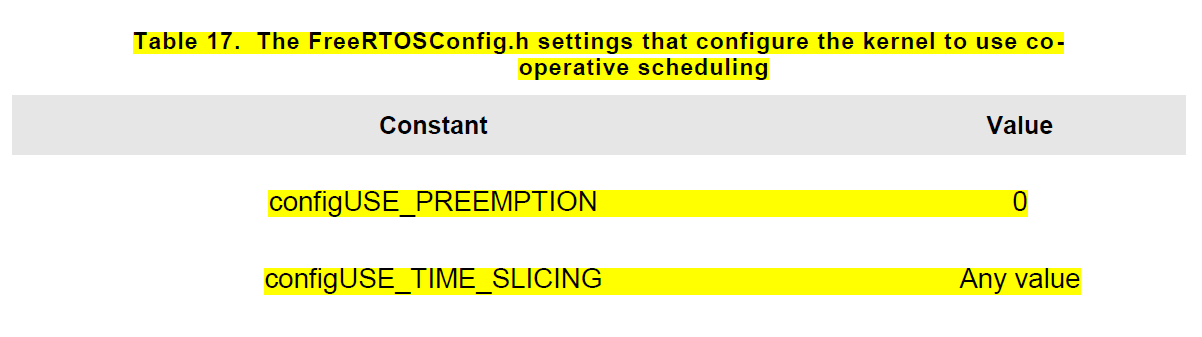 Table 17. The FreeRTOSConfig.h settings that configure the kernel to use co-
operative scheduling
Constant Value
configUSE_PREEMPTION 0
configUSE_TIME_SLICING Any value